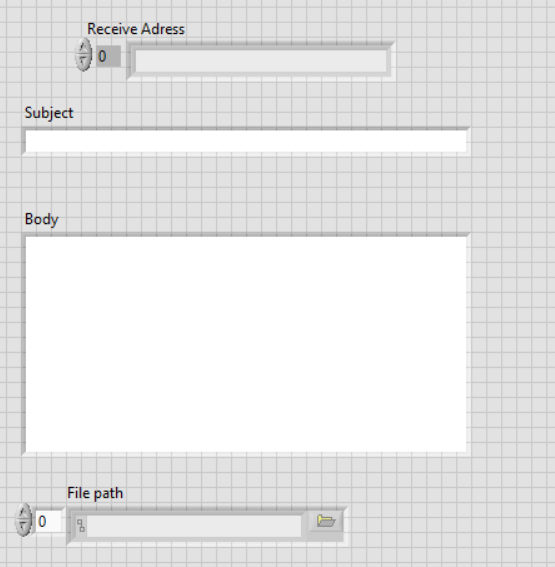 Receive Adress
0
Subject
Body
File path
0